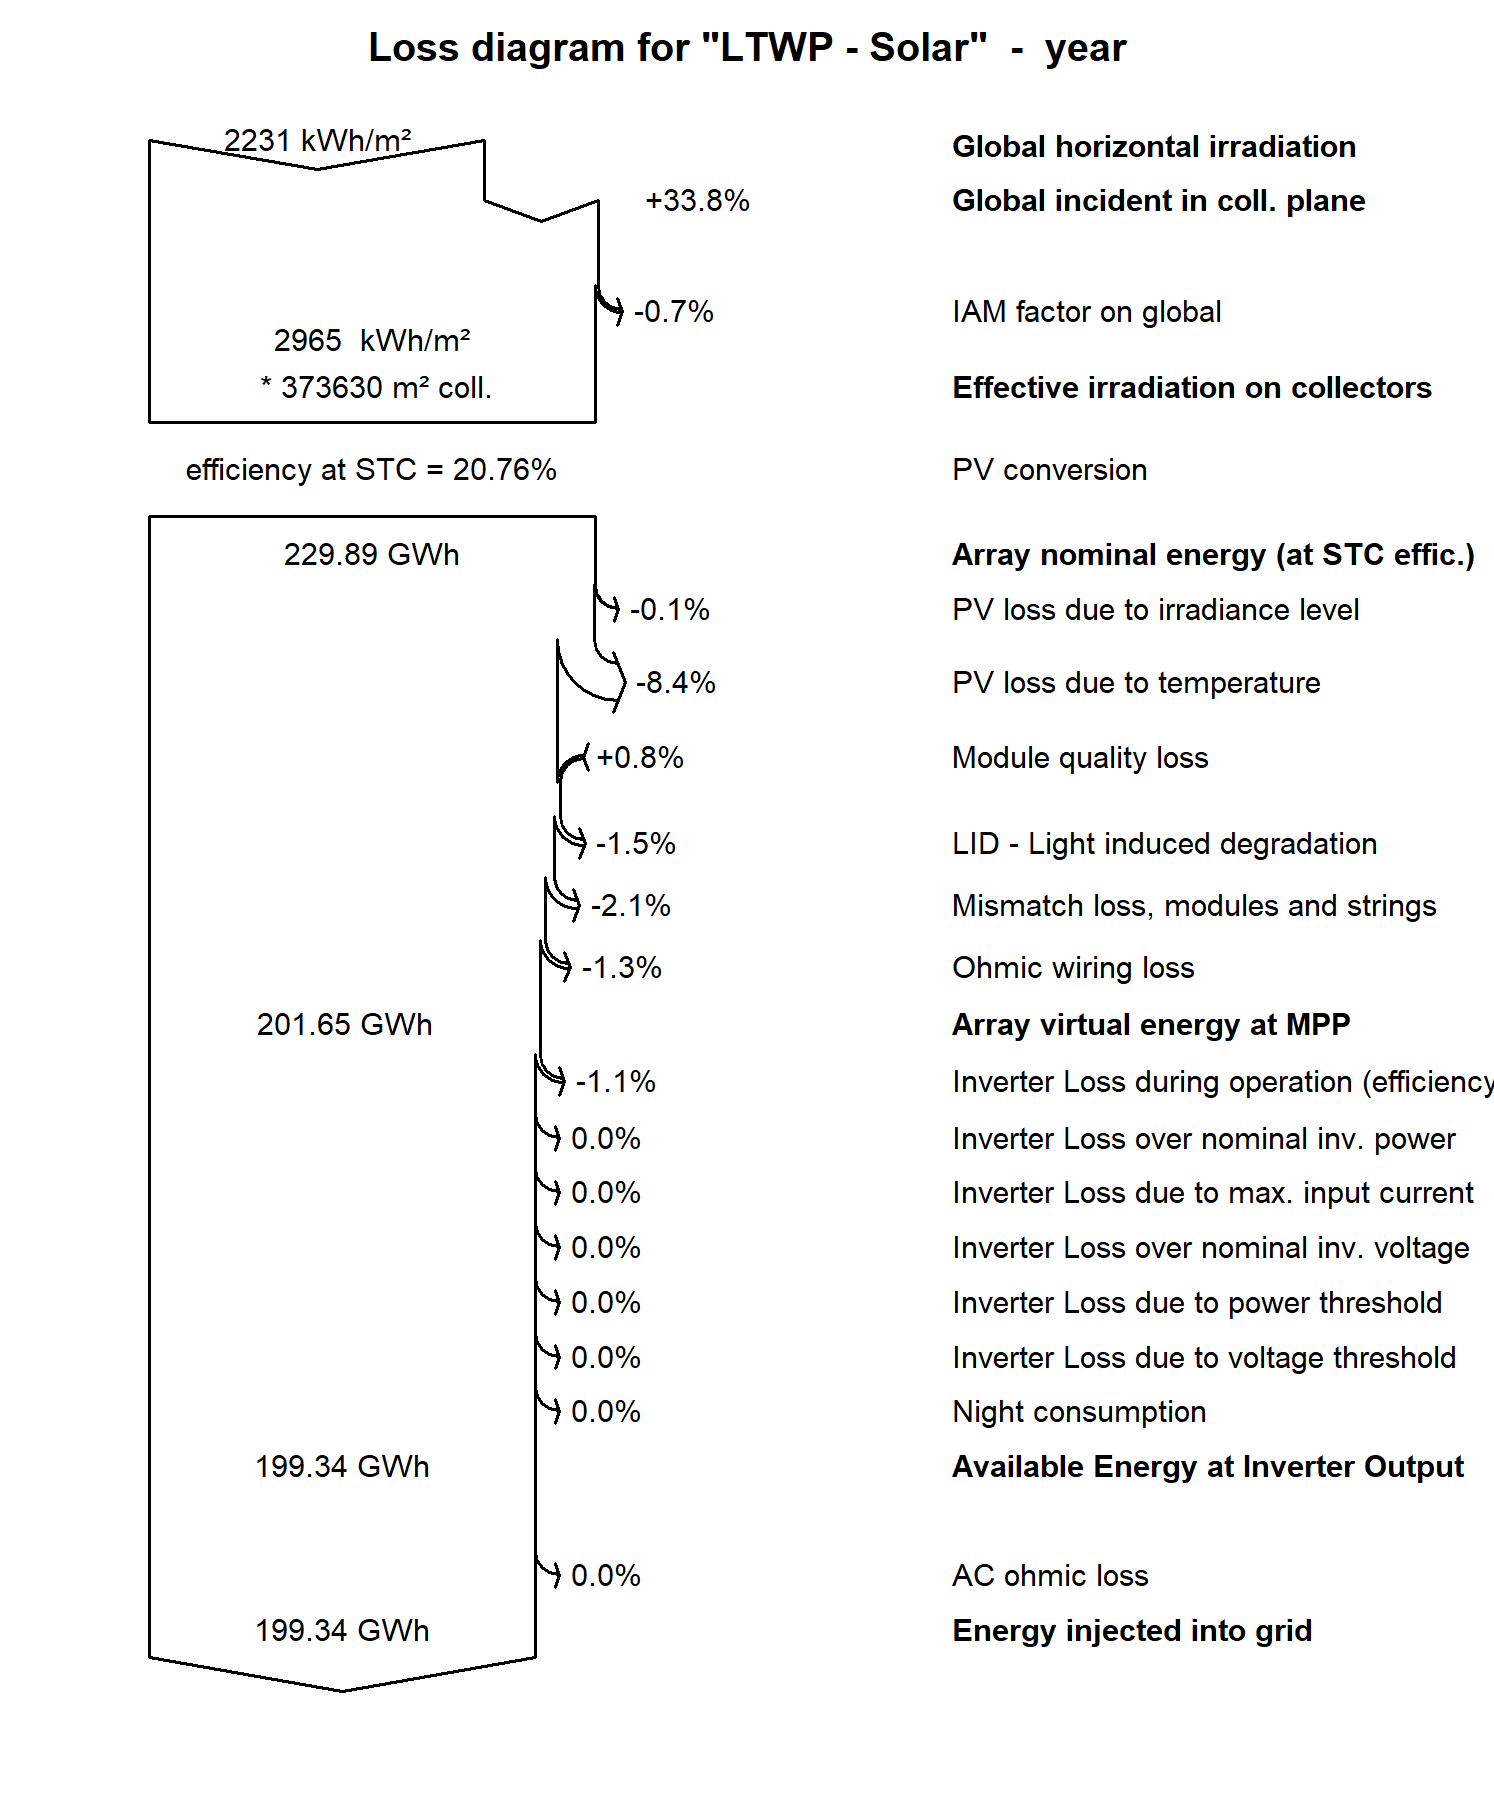 Loss diagram for "LTWP - Solar" - year
2231 kWh/m² Global horizontal irradiation
+33.8% Global incident in coll. plane
-0.7% IAM factor on global
2965 kWh/m²
* 373630 m² coll. Effective irradiation on collectors
efficiency at STC = 20.76% PV conversion
229.89 GWh Array nominal energy (at STC effic.)
-0.1% PV loss due to irradiance level
-8.4% PV loss due to temperature
+0.8% Module quality loss
-1.5% LID - Light induced degradation
-2.1% Mismatch loss, modules and strings
-1.3% Ohmic wiring loss
201.65 GWh Array virtual energy at MPP
-1.1% Inverter Loss during operation (efficiency
0.0% Inverter Loss over nominal inv. power
0.0% Inverter Loss due to max. input current
0.0% Inverter Loss over nominal inv. voltage
0.0% Inverter Loss due to power threshold
0.0% Inverter Loss due to voltage threshold
0.0% Night consumption
199.34 GWh Available Energy at Inverter Output
0.0% AC ohmic loss
199.34 GWh Energy injected into grid